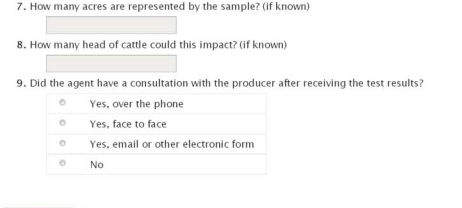 7. How many acres are represented by the sample? (if known)
8. How many head of cattle could this impact? (if known)
9. Did the agent have a consultation with the producer after receiving the test results?
Yes, over the phone
Yes, face to face
Yes, email or other electronic form
No